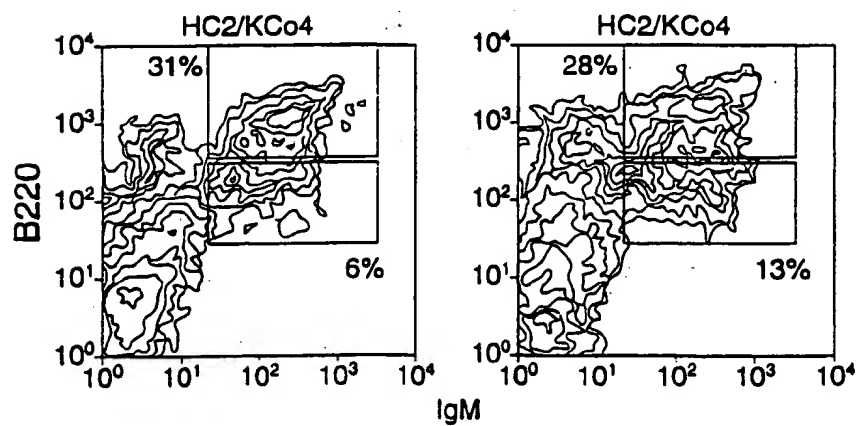 HC2/KCo4 HC2/KCo4
10⁴ 10⁴
31% 28%
10³ 10³
B220
10² 10²
10¹ 10¹
6% 13%
10⁰ 10⁰
10⁰ 10¹ 10² 10³ 10⁴ 10⁰ 10¹ 10² 10³ 10⁴
IgM